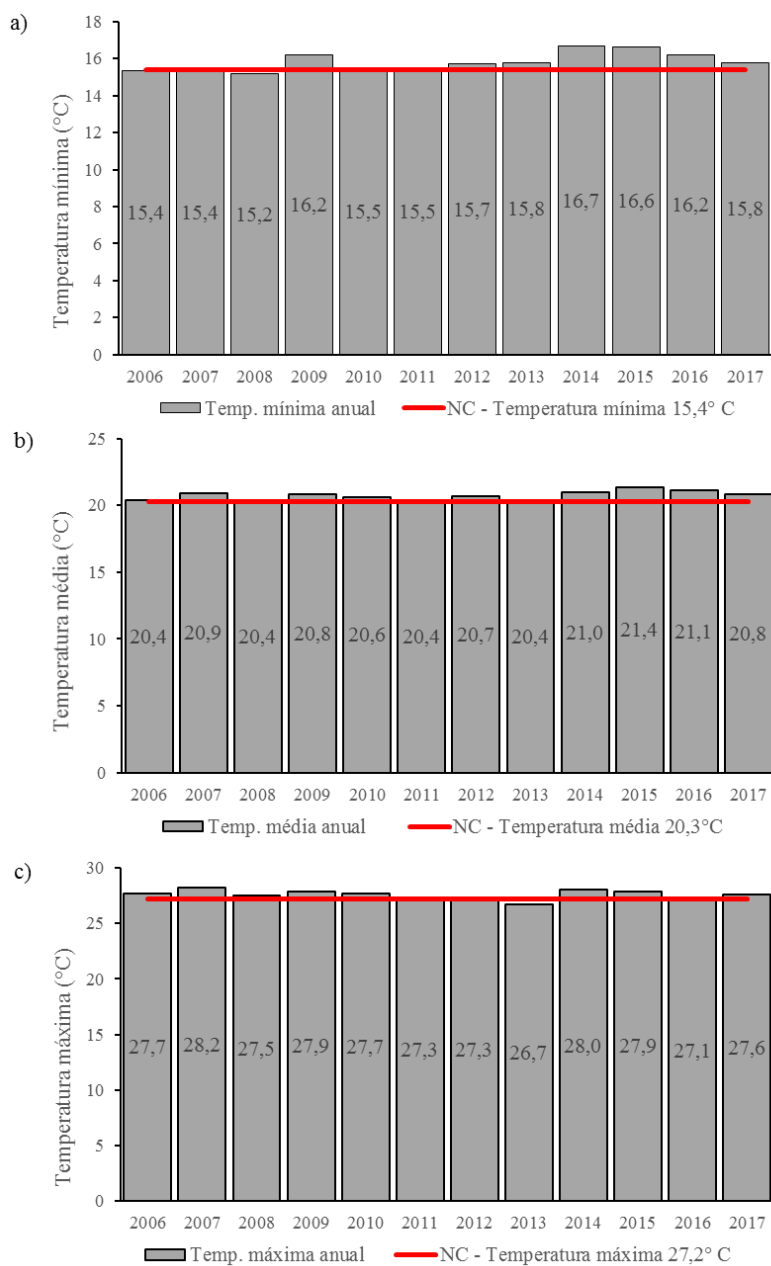 a)
Temperatura mínima (°C)
18
16
14
12
10
8
6
4
2
0
15,4 15,4 15,2 16,2 15,5 15,5 15,7 15,8 16,7 16,6 16,2 15,8
2006 2007 2008 2009 2010 2011 2012 2013 2014 2015 2016 2017
Temp. mínima anual NC - Temperatura mínima 15,4° C
b)
Temperatura média (°C)
25
20
15
10
5
0
20,4 20,9 20,4 20,8 20,6 20,4 20,7 20,4 21,0 21,4 21,1 20,8
2006 2007 2008 2009 2010 2011 2012 2013 2014 2015 2016 2017
Temp. média anual NC - Temperatura média 20,3°C
c)
Temperatura máxima (°C)
30
25
20
15
10
5
0
27,7 28,2 27,5 27,9 27,7 27,3 27,3 26,7 28,0 27,9 27,1 27,6
2006 2007 2008 2009 2010 2011 2012 2013 2014 2015 2016 2017
Temp. máxima anual NC - Temperatura máxima 27,2° C